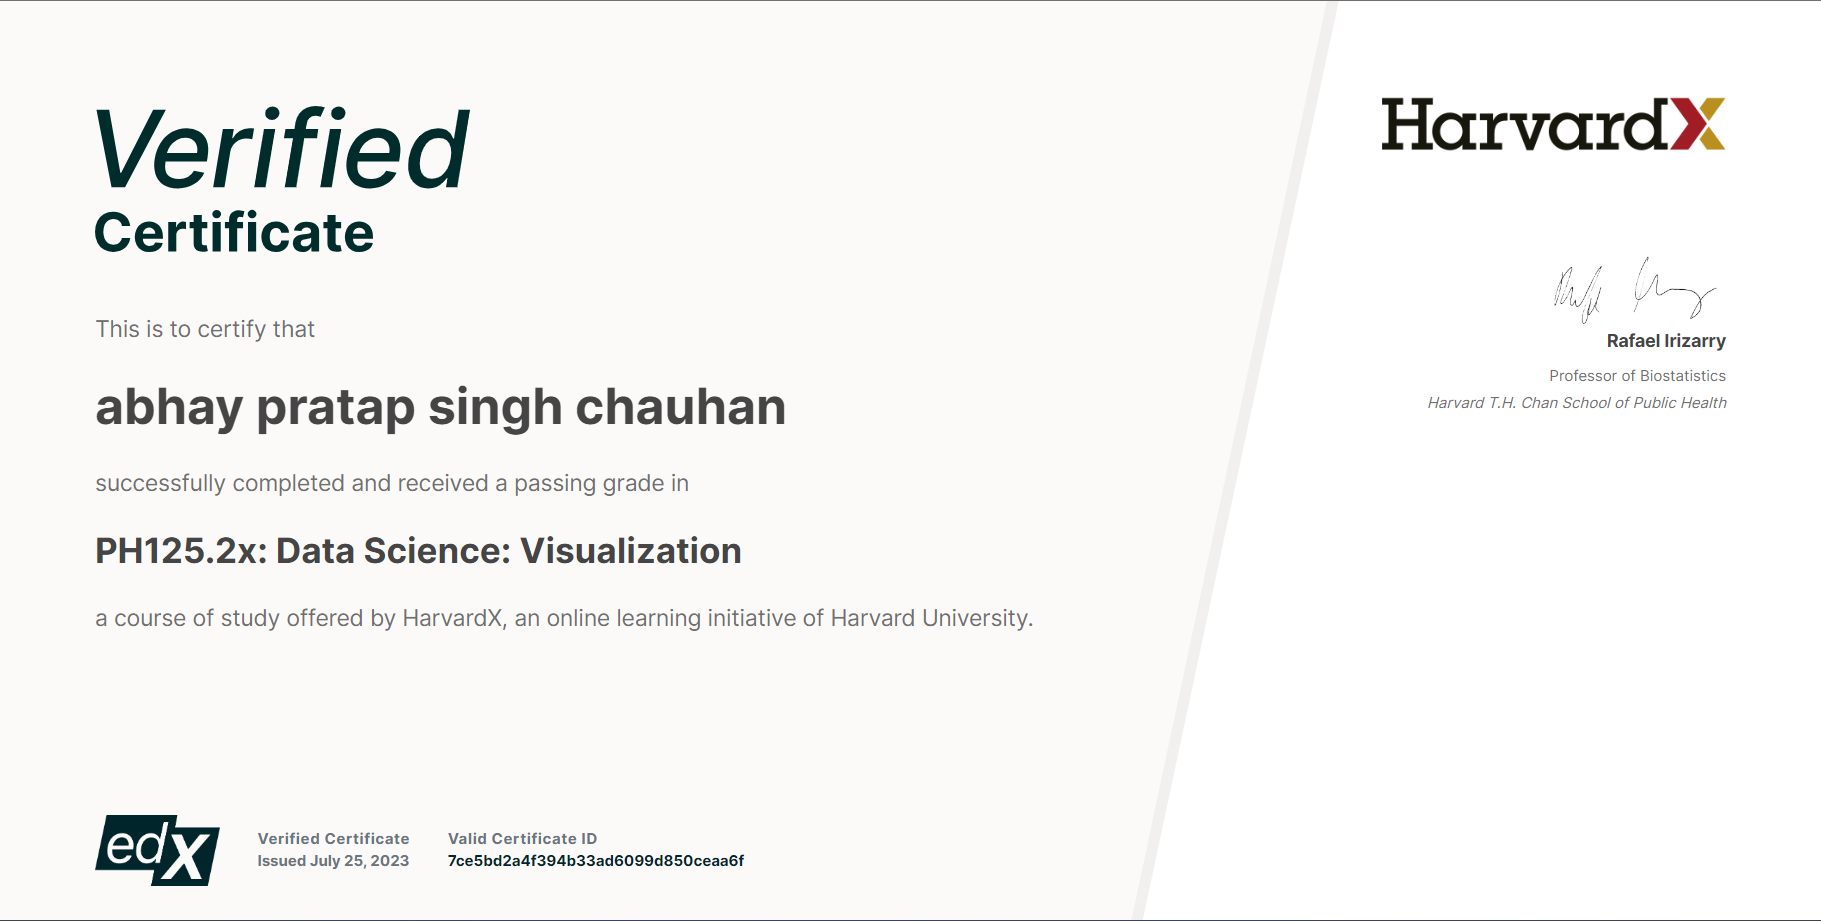 Verified
Certificate
This is to certify that
abhay pratap singh chauhan
successfully completed and received a passing grade in
PH125.2x: Data Science: Visualization
a course of study offered by HarvardX, an online learning initiative of Harvard University.
HarvardX
Rafael Irizarry
Professor of Biostatistics
Harvard T.H. Chan School of Public Health
edX
Verified Certificate
Issued July 25, 2023
Valid Certificate ID
7ce5bd2a4f394b33ad6099d850ceaa6f